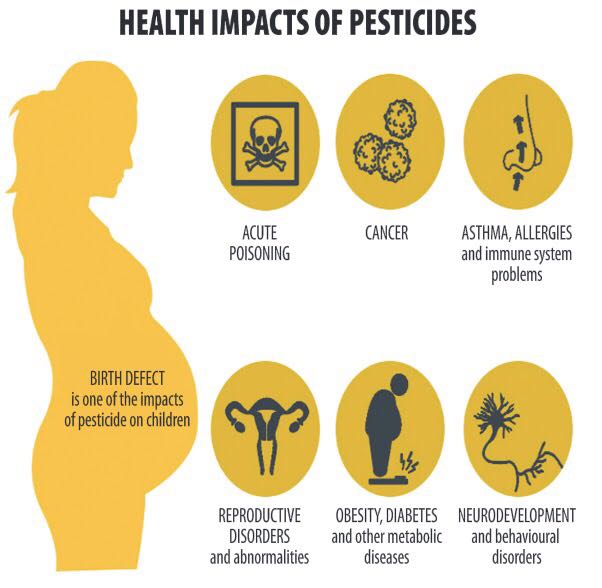 HEALTH IMPACTS OF PESTICIDES
ACUTE
POISONING
CANCER
ASTHMA, ALLERGIES
and immune system
problems
BIRTH DEFECT
is one of the impacts
of pesticide on children
REPRODUCTIVE
DISORDERS
and abnormalities
OBESITY, DIABETES
and other metabolic
diseases
NEURODEVELOPMENT
and behavioural
disorders